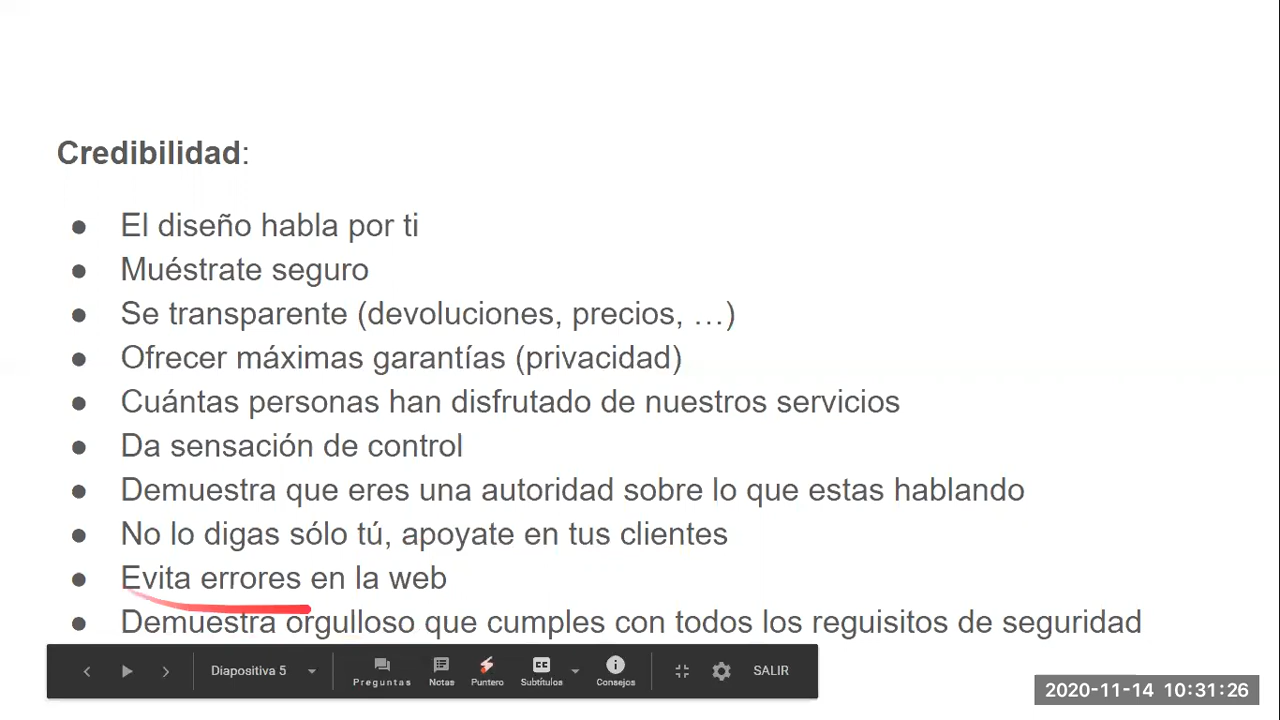 Credibilidad:
● El diseño habla por ti
● Muéstrate seguro
● Se transparente (devoluciones, precios, …)
● Ofrecer máximas garantías (privacidad)
● Cuántas personas han disfrutado de nuestros servicios
● Da sensación de control
● Demuestra que eres una autoridad sobre lo que estas hablando
● No lo digas sólo tú, apoyate en tus clientes
● Evita errores en la web
● Demuestra orgulloso que cumples con todos los reguisitos de seguridad
Diapositiva 5 Preguntas Notas Puntero CC Subtítulos Consejos SALIR
2020-11-14 10:31:26